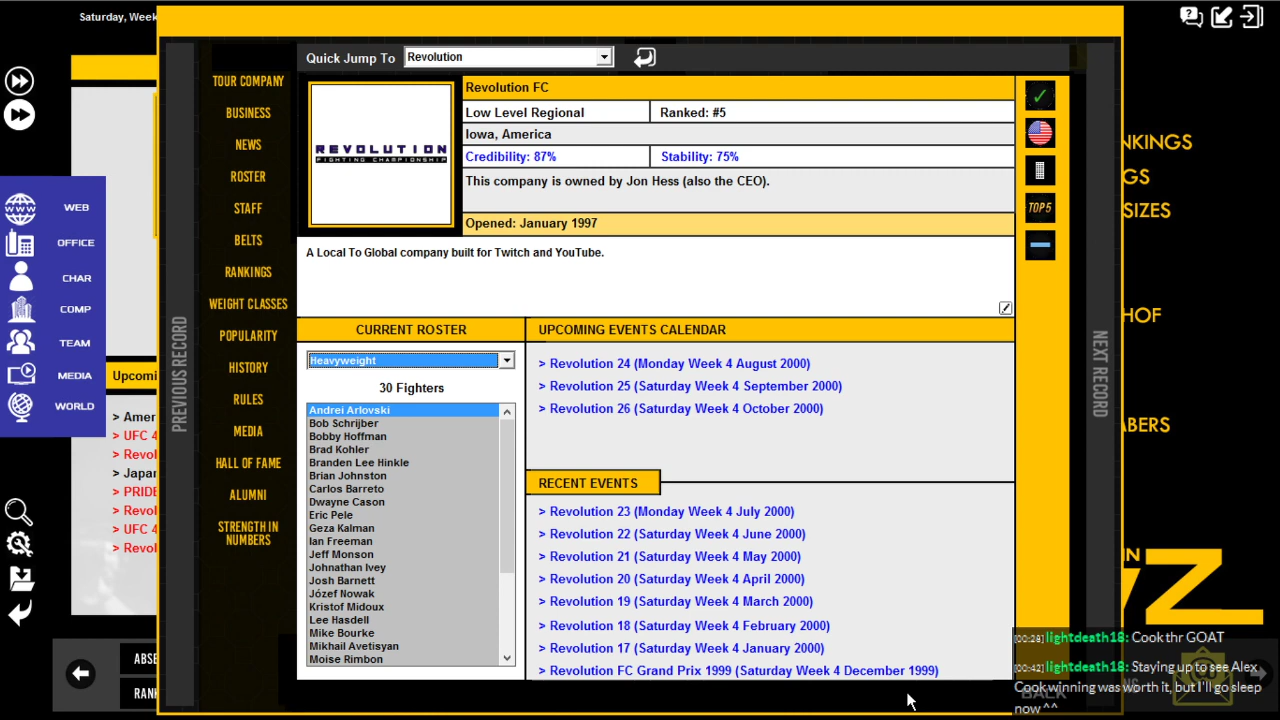 Saturday, Week
Quick Jump To
Revolution
TOUR COMPANY
BUSINESS
NEWS
ROSTER
STAFF
BELTS
RANKINGS
WEIGHT CLASSES
POPULARITY
HISTORY
RULES
MEDIA
HALL OF FAME
ALUMNI
STRENGTH IN
NUMBERS
REVOLUTION
FIGHTING CHAMPIONSHIP
Revolution FC
Low Level Regional
Ranked: #5
Iowa, America
Credibility: 87%
Stability: 75%
This company is owned by Jon Hess (also the CEO).
Opened: January 1997
TOP5
A Local To Global company built for Twitch and YouTube.
CURRENT ROSTER
Heavyweight
30 Fighters
Andrei Arlovski
Bob Schrijber
Bobby Hoffman
Brad Kohler
Branden Lee Hinkle
Brian Johnston
Carlos Barreto
Dwayne Cason
Eric Pele
Geza Kalman
Ian Freeman
Jeff Monson
Johnathan Ivey
Josh Barnett
Józef Nowak
Kristof Midoux
Lee Hasdell
Mike Bourke
Mikhail Avetisyan
Moise Rimbon
UPCOMING EVENTS CALENDAR
> Revolution 24 (Monday Week 4 August 2000)
> Revolution 25 (Saturday Week 4 September 2000)
> Revolution 26 (Saturday Week 4 October 2000)
RECENT EVENTS
> Revolution 23 (Monday Week 4 July 2000)
> Revolution 22 (Saturday Week 4 June 2000)
> Revolution 21 (Saturday Week 4 May 2000)
> Revolution 20 (Saturday Week 4 April 2000)
> Revolution 19 (Saturday Week 4 March 2000)
> Revolution 18 (Saturday Week 4 February 2000)
> Revolution 17 (Saturday Week 4 January 2000)
> Revolution FC Grand Prix 1999 (Saturday Week 4 December 1999)
PREVIOUS RECORD
NEXT RECORD
WEB
OFFICE
CHAR
COMP
TEAM
MEDIA
WORLD
Upcomi
> Amer
> UFC 4
> Revol
> Japar
> PRIDE
> Revol
> UFC 4
> Revol
ABSE
RANK
NKINGS
GS
SIZES
HOF
ABERS
IN
Z
BACK
[00:28] lightdeath18: Cook thr GOAT
[00:42] lightdeath18: Staying up to see Alex
Cook winning was worth it, but I'll go sleep
now ^^